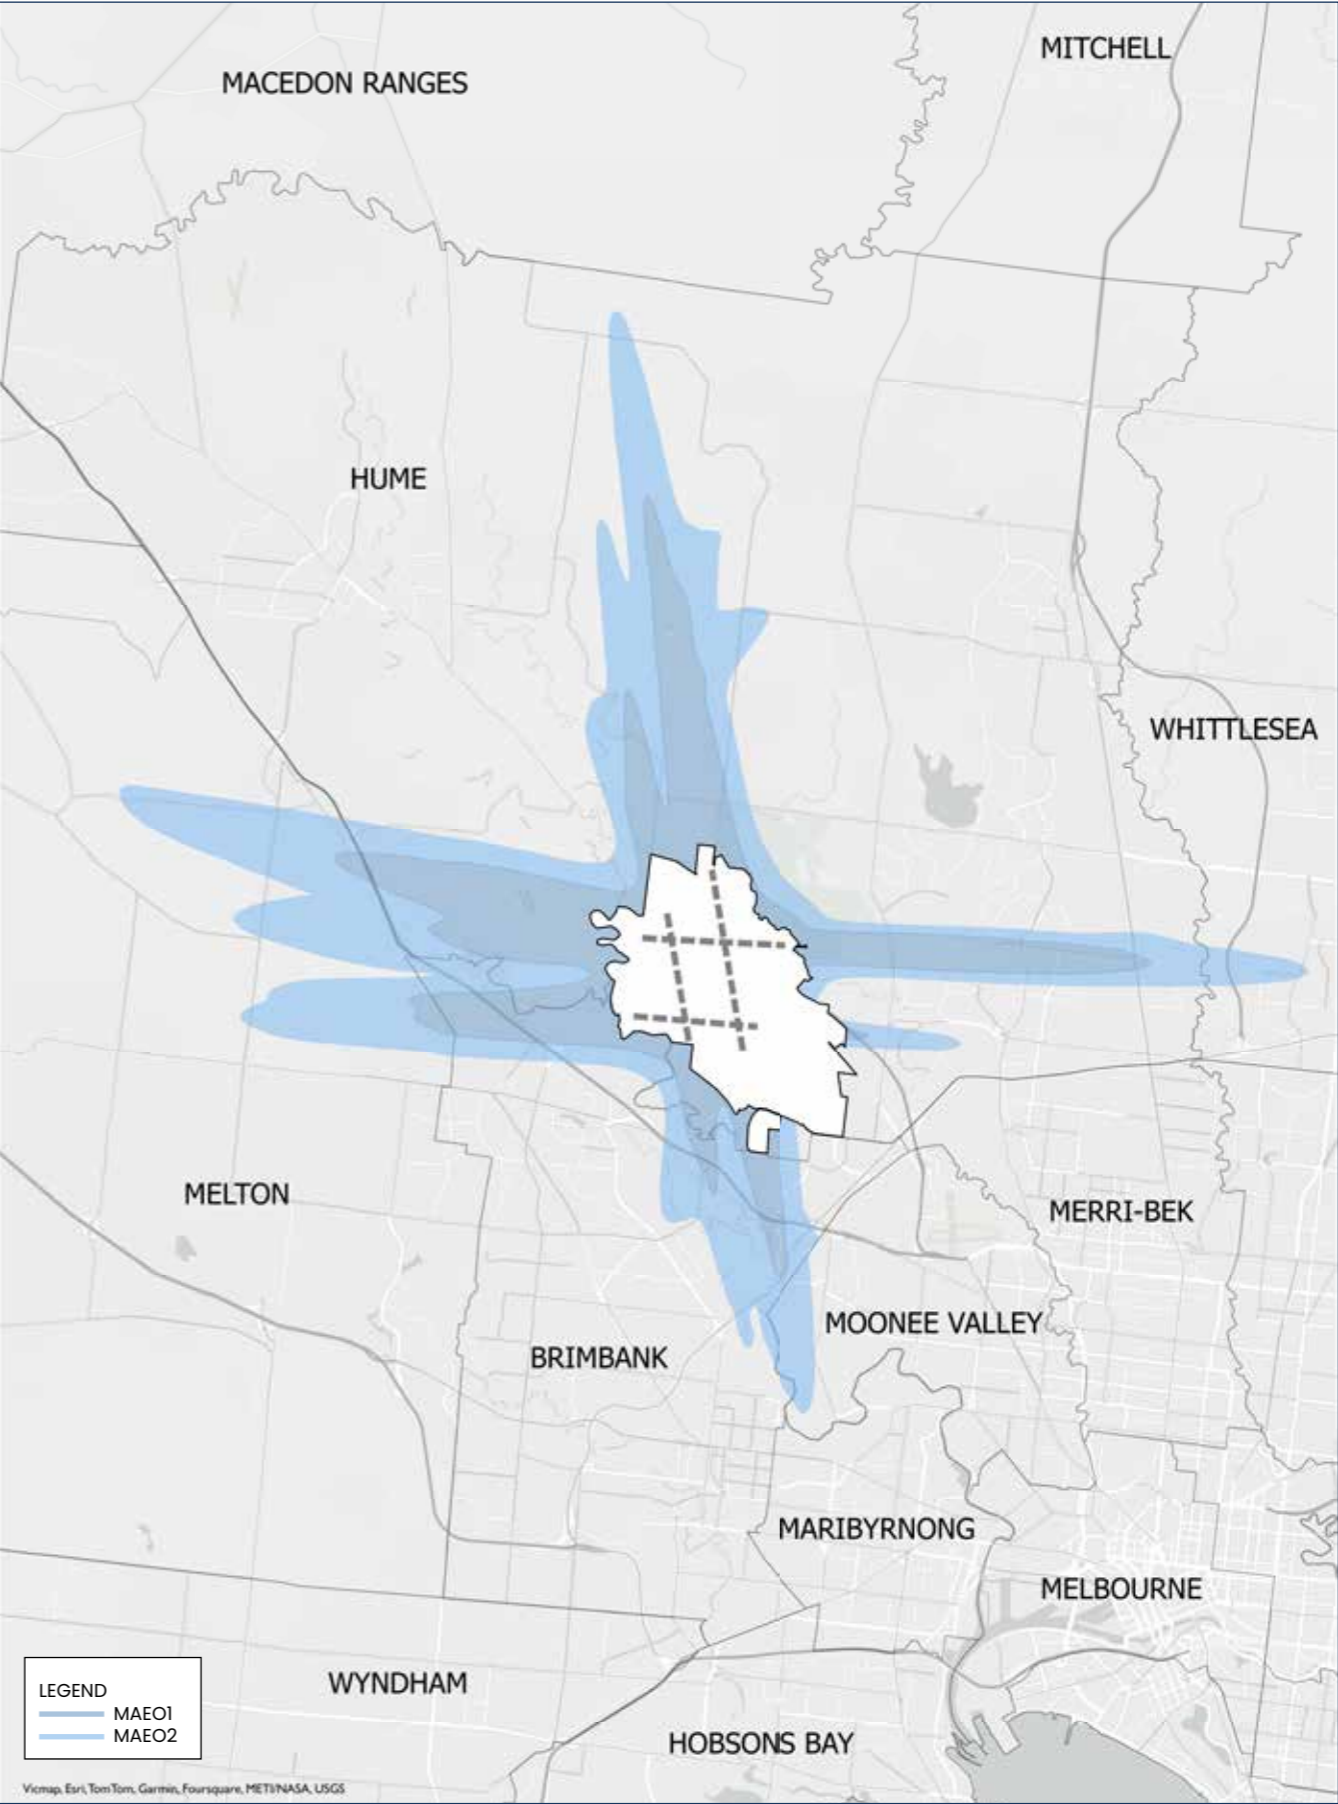 MITCHELL
MACEDON RANGES
HUME
WHITTLESEA
MELTON
MERRI-BEK
MOONEE VALLEY
BRIMBANK
MARIBYRNONG
MELBOURNE
WYNDHAM
HOBSONS BAY
LEGEND
MAEO1
MAEO2
Vicmap, Esri, TomTom, Garmin, Foursquare, METI/NASA, USGS